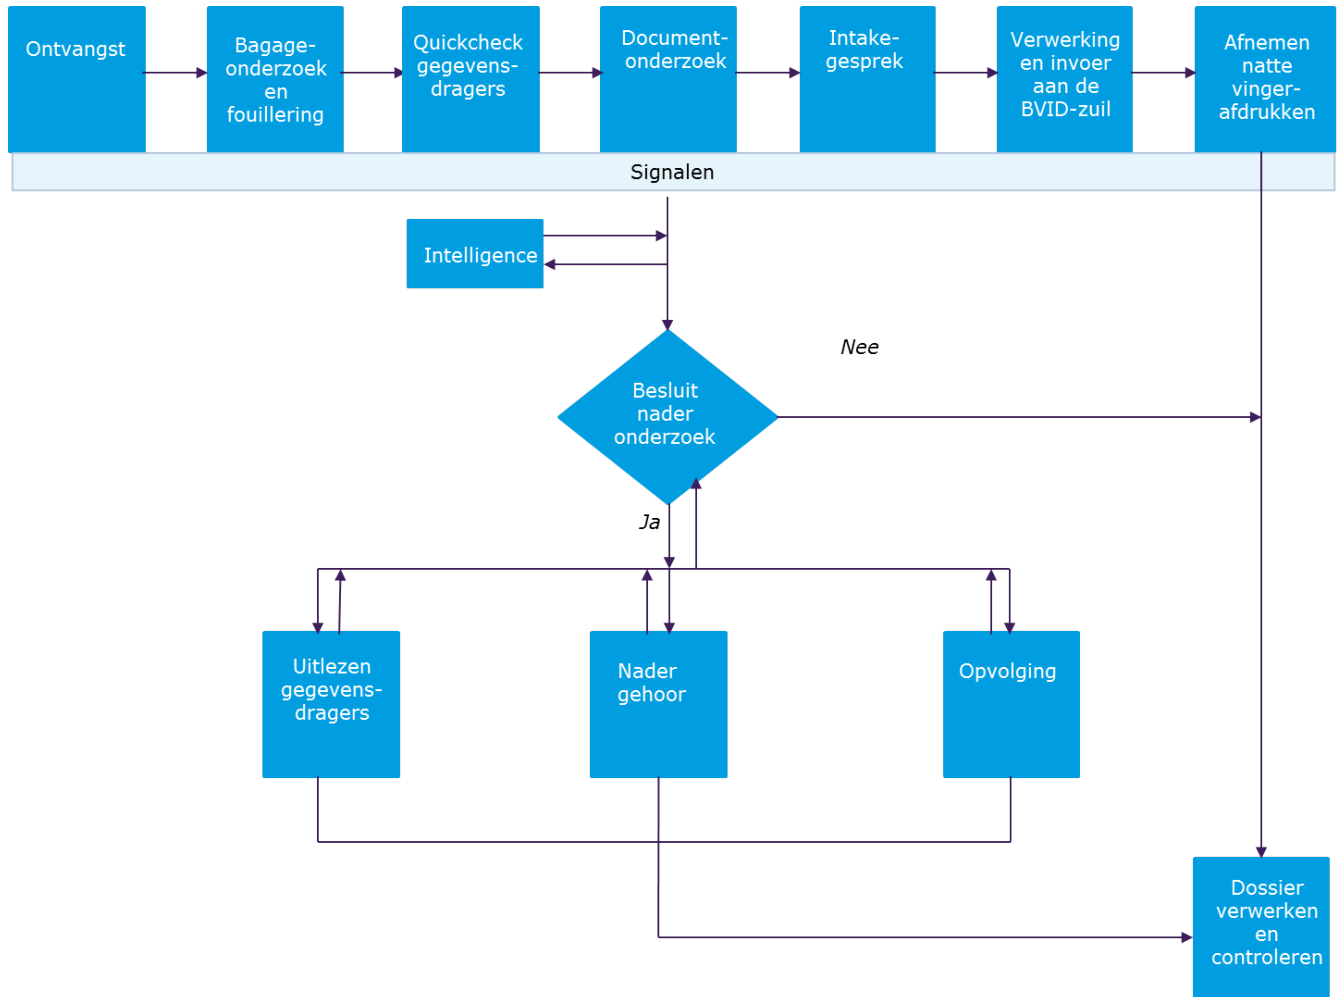 Ontvangst
Bagage-
onderzoek
en
fouillering
Quickcheck
gegevens-
dragers
Document-
onderzoek
Intake-
gesprek
Verwerking
en invoer
aan de
BVID-zuil
Afnemen
natte
vinger-
afdrukken
Signalen
Intelligence
Nee
Besluit
nader
onderzoek
Ja
Uitlezen
gegevens-
dragers
Nader
gehoor
Opvolging
Dossier
verwerken
en
controleren